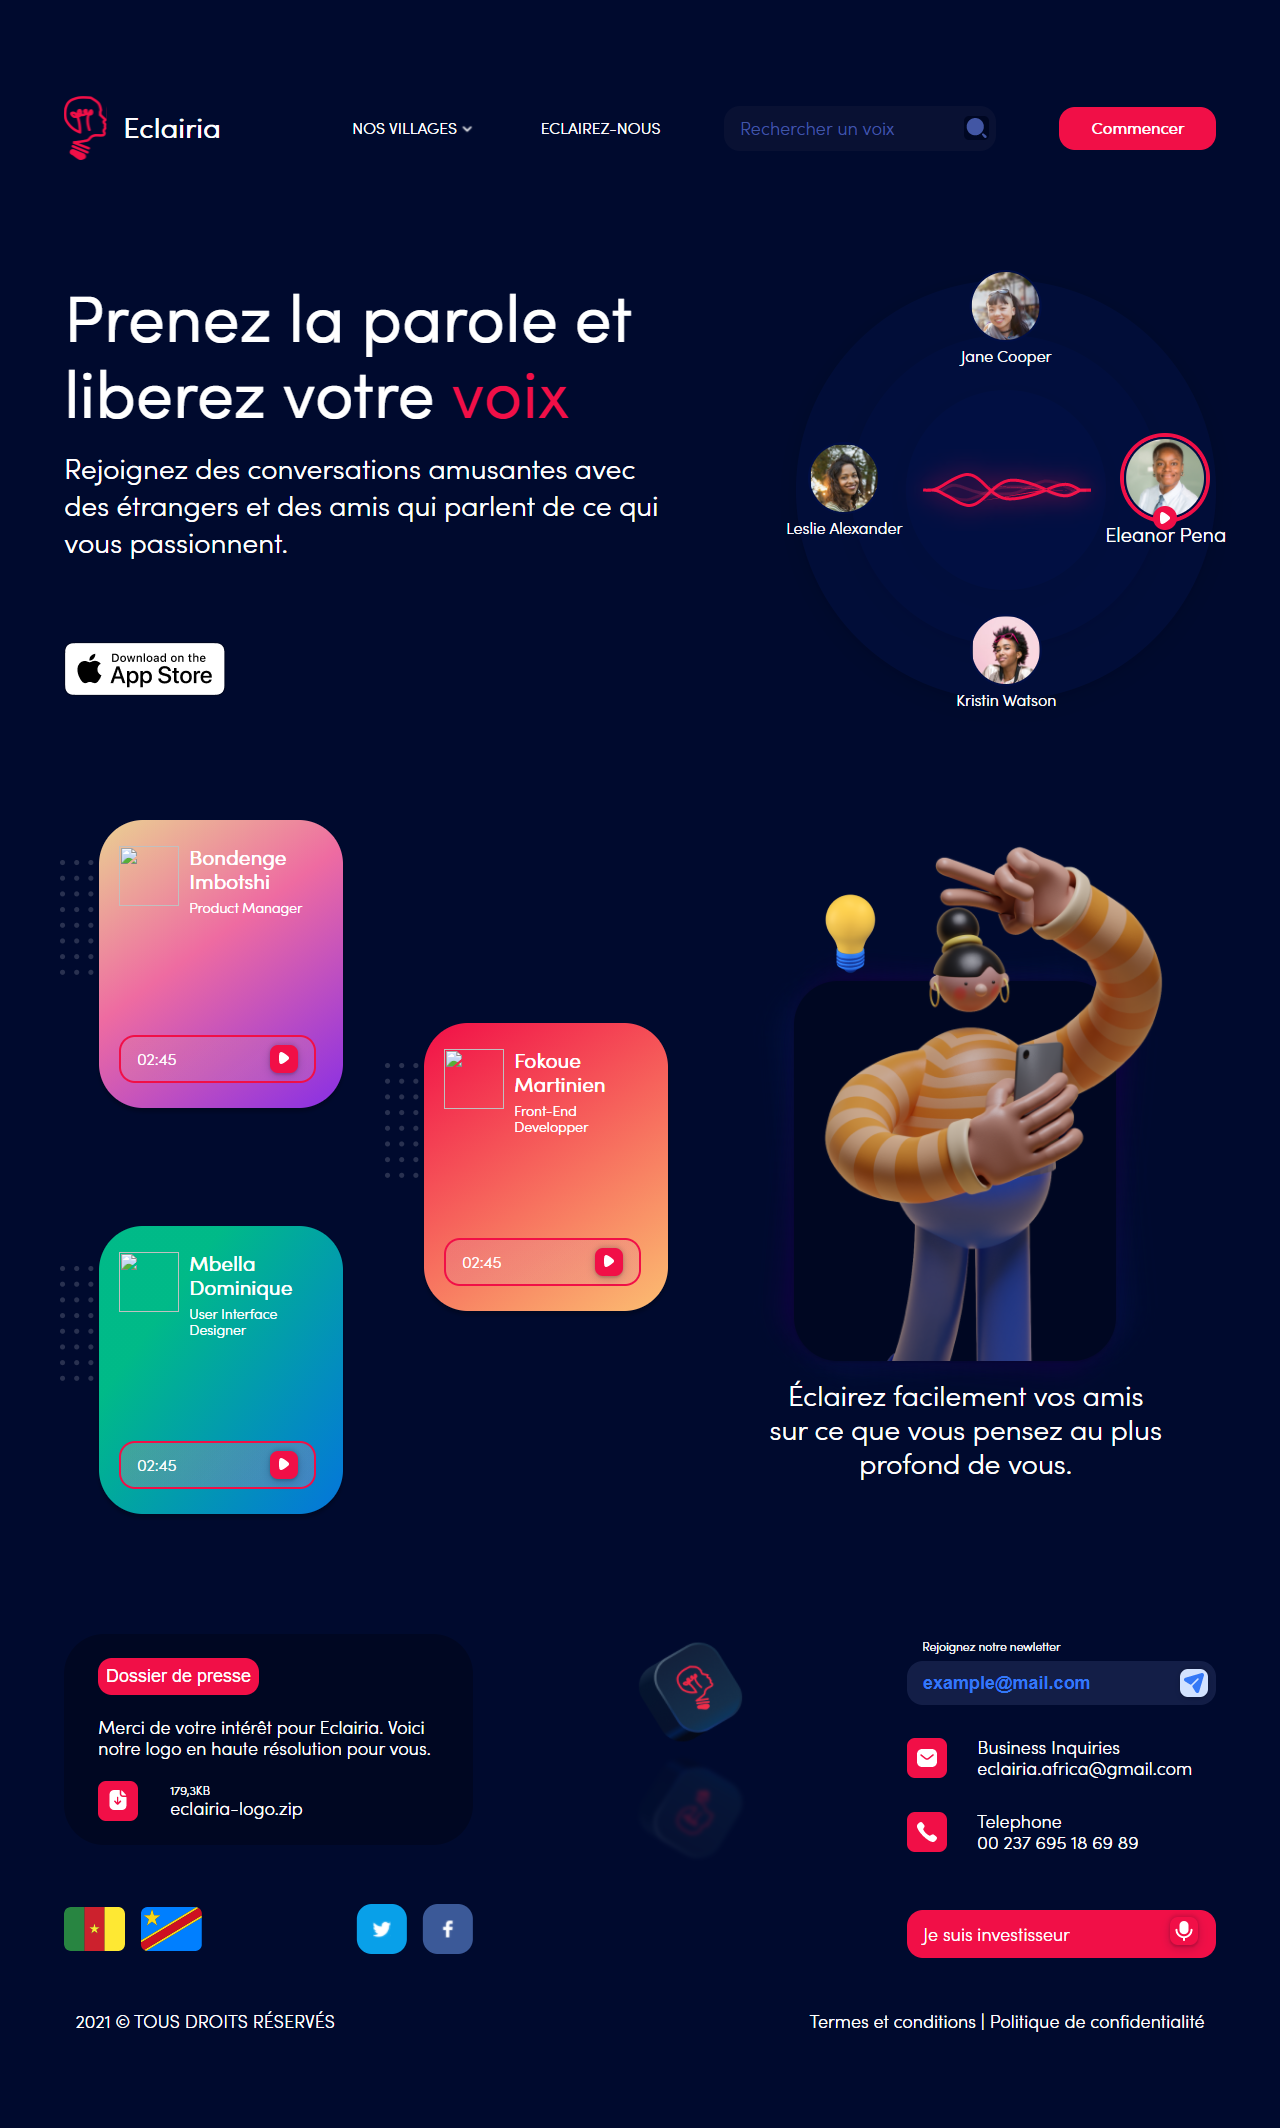 Eclairia
NOS VILLAGES
ECLAIREZ-NOUS
Rechercher un voix
Commencer
Prenez la parole et
liberez votre voix
Rejoignez des conversations amusantes avec
des étrangers et des amis qui parlent de ce qui
vous passionnent.
Download on the
App Store
Jane Cooper
Leslie Alexander
Eleanor Pena
Kristin Watson
Bondenge
Imbotshi
Product Manager
02:45
Fokoue
Martinien
Front-End
Developper
02:45
Mbella
Dominique
User Interface
Designer
02:45
Éclairez facilement vos amis
sur ce que vous pensez au plus
profond de vous.
Dossier de presse
Merci de votre intérêt pour Eclairia. Voici
notre logo en haute résolution pour vous.
179,3KB
eclairia-logo.zip
Rejoignez notre newletter
example@mail.com
Business Inquiries
eclairia.africa@gmail.com
Telephone
00 237 695 18 69 89
Je suis investisseur
2021 © TOUS DROITS RÉSERVÉS
Termes et conditions | Politique de confidentialité